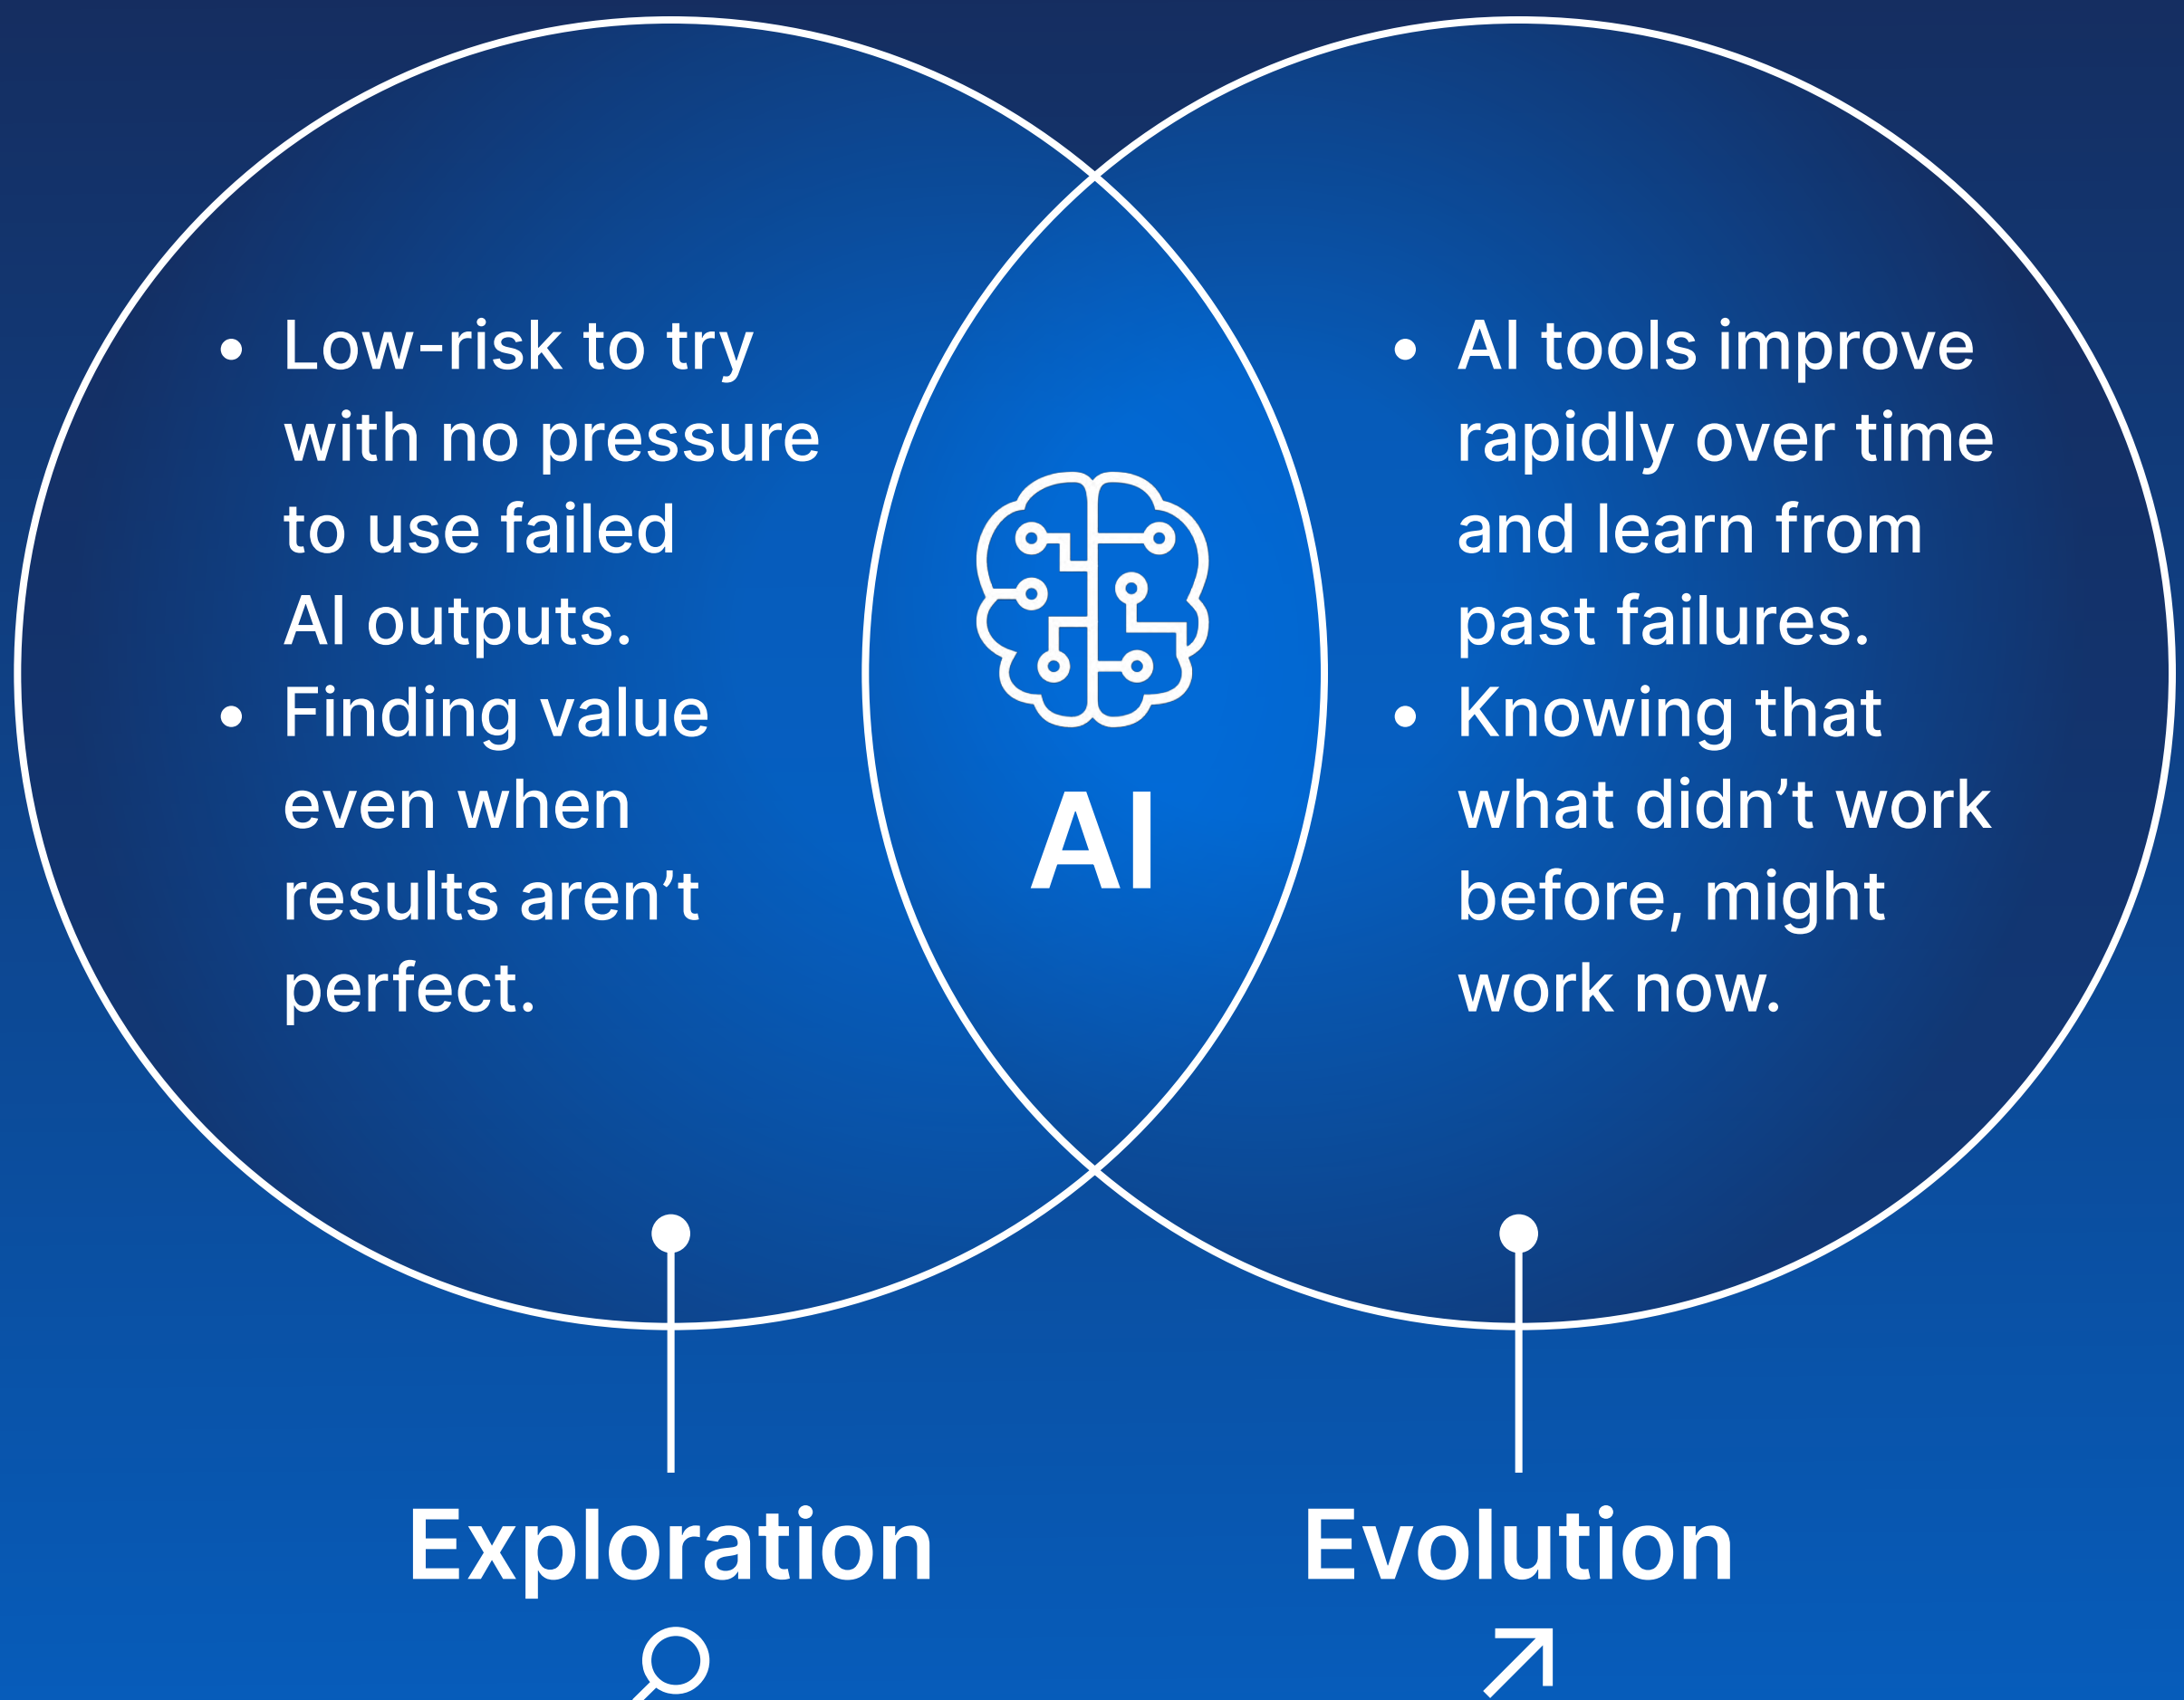 • Low-risk to try
with no pressure
to use failed
AI outputs.
• Finding value
even when
results aren’t
perfect.
AI
• AI tools improve
rapidly over time
and learn from
past failures.
• Knowing that
what didn’t work
before, might
work now.
Exploration
Evolution